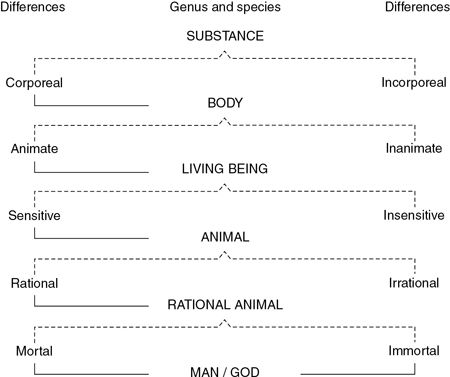 Differences Genus and species Differences
SUBSTANCE
Corporeal Incorporeal
BODY
Animate Inanimate
LIVING BEING
Sensitive Insensitive
ANIMAL
Rational Irrational
RATIONAL ANIMAL
Mortal Immortal
MAN / GOD